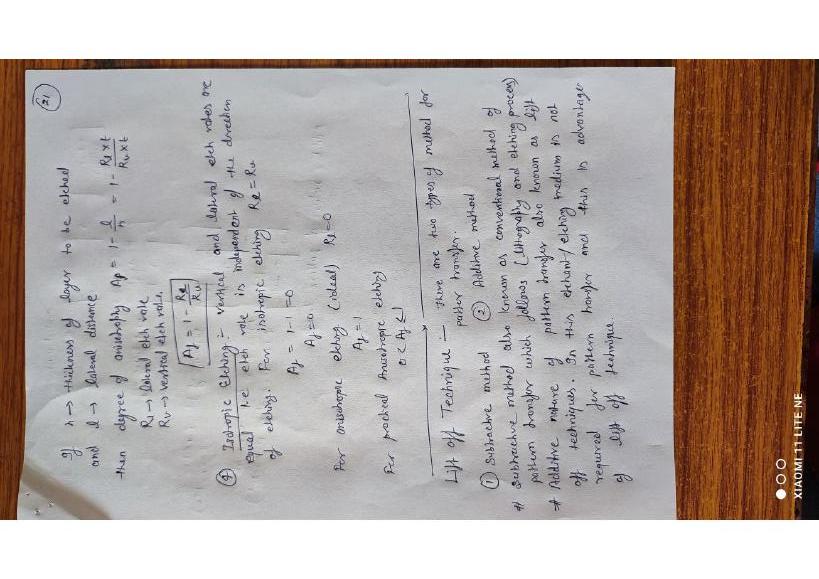 (21)
If h → thickness of layer to be etched
and l → lateral distance
then degree of anisotropy Af = 1 - l/h = 1 - Rl × t / Rv × t
Rl → lateral etch rate
Rv → vertical etch rate.
Af = 1 - Rl/Rv
(4) Isotropic Etching :- vertical and lateral etch rates are
equal i.e. etch rate is independent of the direction
of etching. For isotropic etching Rl = Rv
Af = 1-1 = 0
Af = 0
For anisotropic etching (ideal) Rl = 0
Af = 1
For practical Anisotropic etching
0 < Af ≤ 1
Lift off Technique :- There are two types of method for
patter transfer.
(1) Subtractive method (2) Additive method
# Subtractive method also known as conventional method of
pattern transfer which follows (lithography and etching process)
# Additive nature of pattern transfer also known as lift
off techniques. In this etchant/etching medium is not
required for pattern transfer and this is advantage
of lift off technique
XIAOMI 11 LITE NE